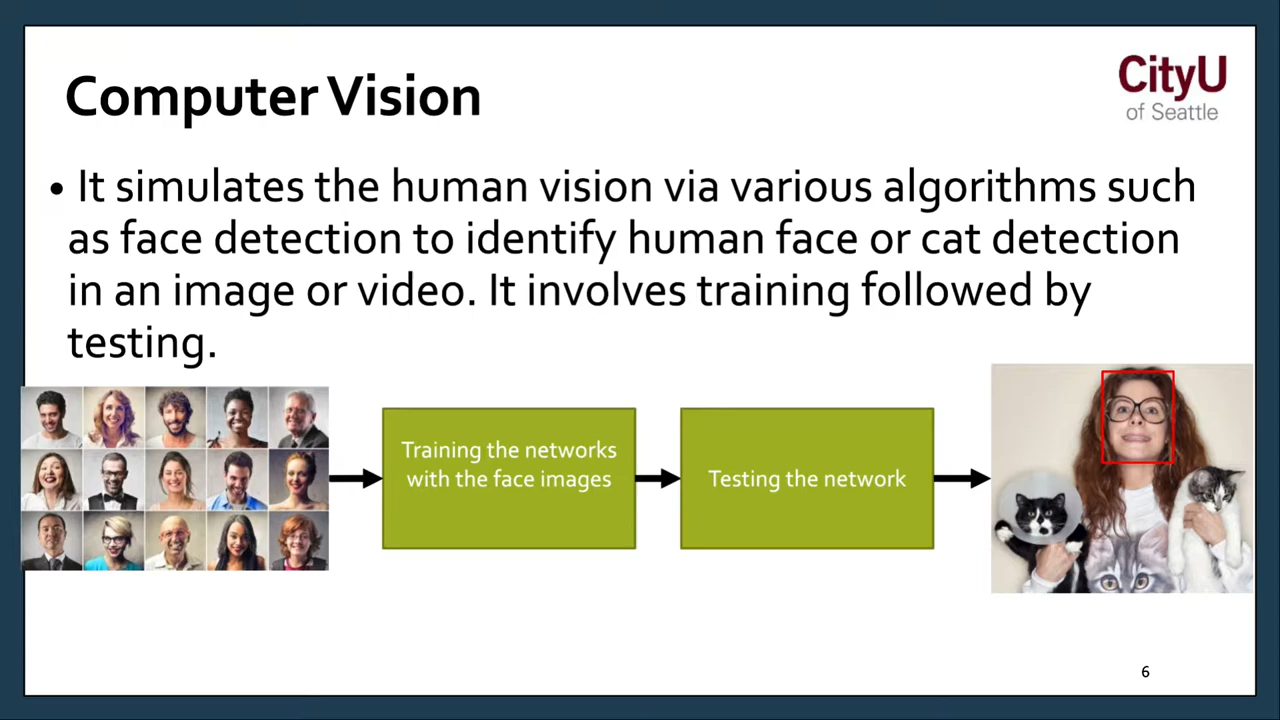 Computer Vision
CityU
of Seattle
• It simulates the human vision via various algorithms such
as face detection to identify human face or cat detection
in an image or video. It involves training followed by
testing.
Training the networks
with the face images
Testing the network
6